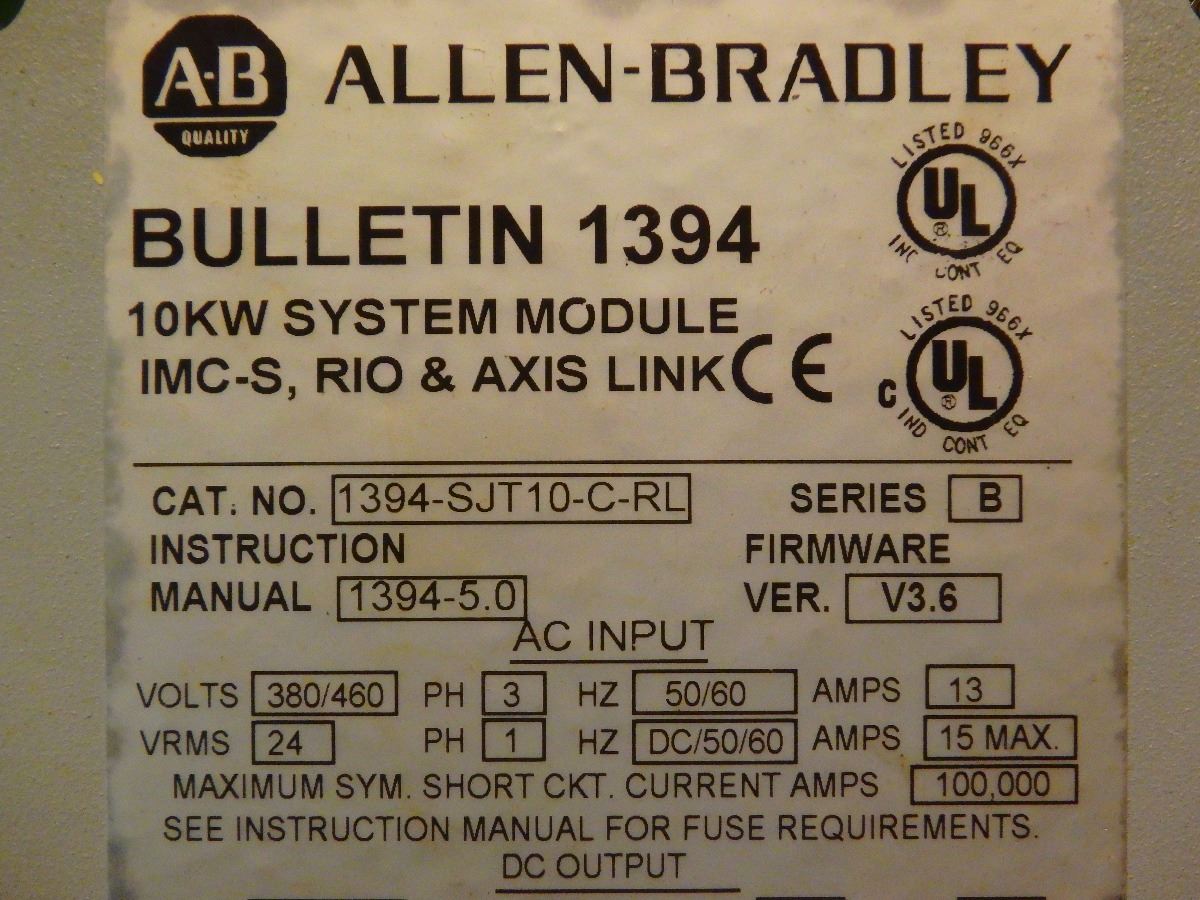 A-B ALLEN-BRADLEY
QUALITY
LISTED 966X
UL
®
IND CONT EQ
BULLETIN 1394
10KW SYSTEM MODULE
IMC-S, RIO & AXIS LINK CE
LISTED 966X
C UL
®
IND CONT EQ
CAT. NO. 1394-SJT10-C-RL SERIES B
INSTRUCTION FIRMWARE
MANUAL 1394-5.0 VER. V3.6
AC INPUT
VOLTS 380/460 PH 3 HZ 50/60 AMPS 13
VRMS 24 PH 1 HZ DC/50/60 AMPS 15 MAX.
MAXIMUM SYM. SHORT CKT. CURRENT AMPS 100,000
SEE INSTRUCTION MANUAL FOR FUSE REQUIREMENTS.
DC OUTPUT